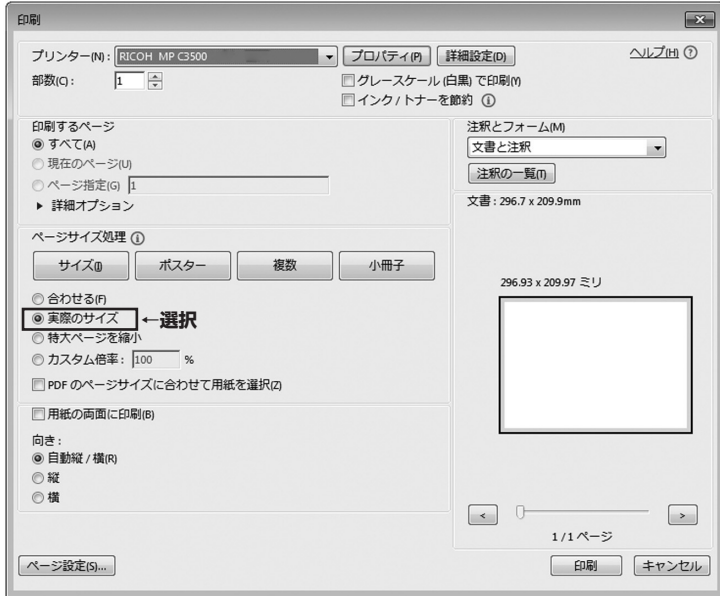 印刷
プリンター(N): RICOH MP C3500 プロパティ(P) 詳細設定(D) ヘルプ(H)
部数(C): 1 グレースケール (白黒) で印刷(Y)
インク / トナーを節約
印刷するページ
すべて(A)
現在のページ(U)
ページ指定(G) 1
詳細オプション
ページサイズ処理
サイズ(I) ポスター 複数 小冊子
合わせる(F)
実際のサイズ ←選択
特大ページを縮小
カスタム倍率: 100 %
PDF のページサイズに合わせて用紙を選択(Z)
用紙の両面に印刷(B)
向き:
自動縦 / 横(R)
縦
横
注釈とフォーム(M)
文書と注釈
注釈の一覧(T)
文書: 296.7 x 209.9mm
296.93 x 209.97 ミリ
< >
1 / 1 ページ
ページ設定(S)... 印刷 キャンセル